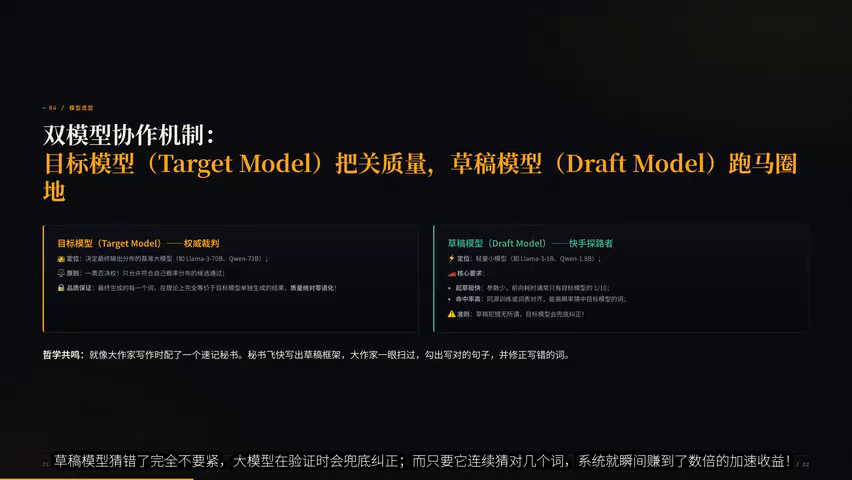 — 04 / 模型选型
双模型协作机制：
目标模型（Target Model）把关质量，草稿模型（Draft Model）跑马圈
地
目标模型（Target Model）——权威裁判
定位：决定最终输出分布的基准大模型（如 Llama-3-70B、Qwen-72B）；
原则：一票否决权！只允许符合自己概率分布的候选通过；
品质保证：最终生成的每一个词，在理论上完全等价于目标模型单独生成的结果，质量绝对零退化！
草稿模型（Draft Model）——快手探路者
⚡ 定位：轻量小模型（如 Llama-3-1B、Qwen-1.8B）；
核心要求：
• 起草极快：参数少，前向耗时通常只有目标模型的 1/10；
• 命中率高：同源训练或词表对齐，能高概率猜中目标模型的词；
⚠️ 准则：草稿犯错无所谓，目标模型会兜底纠正！
哲学共鸣：就像大作家写作时配了一个速记秘书。秘书飞快写出草稿框架，大作家一眼扫过，勾出写对的句子，并修正写错的词。
草稿模型猜错了完全不要紧，大模型在验证时会兜底纠正；而只要它连续猜对几个词，系统就瞬间赚到了数倍的加速收益！
/ 22